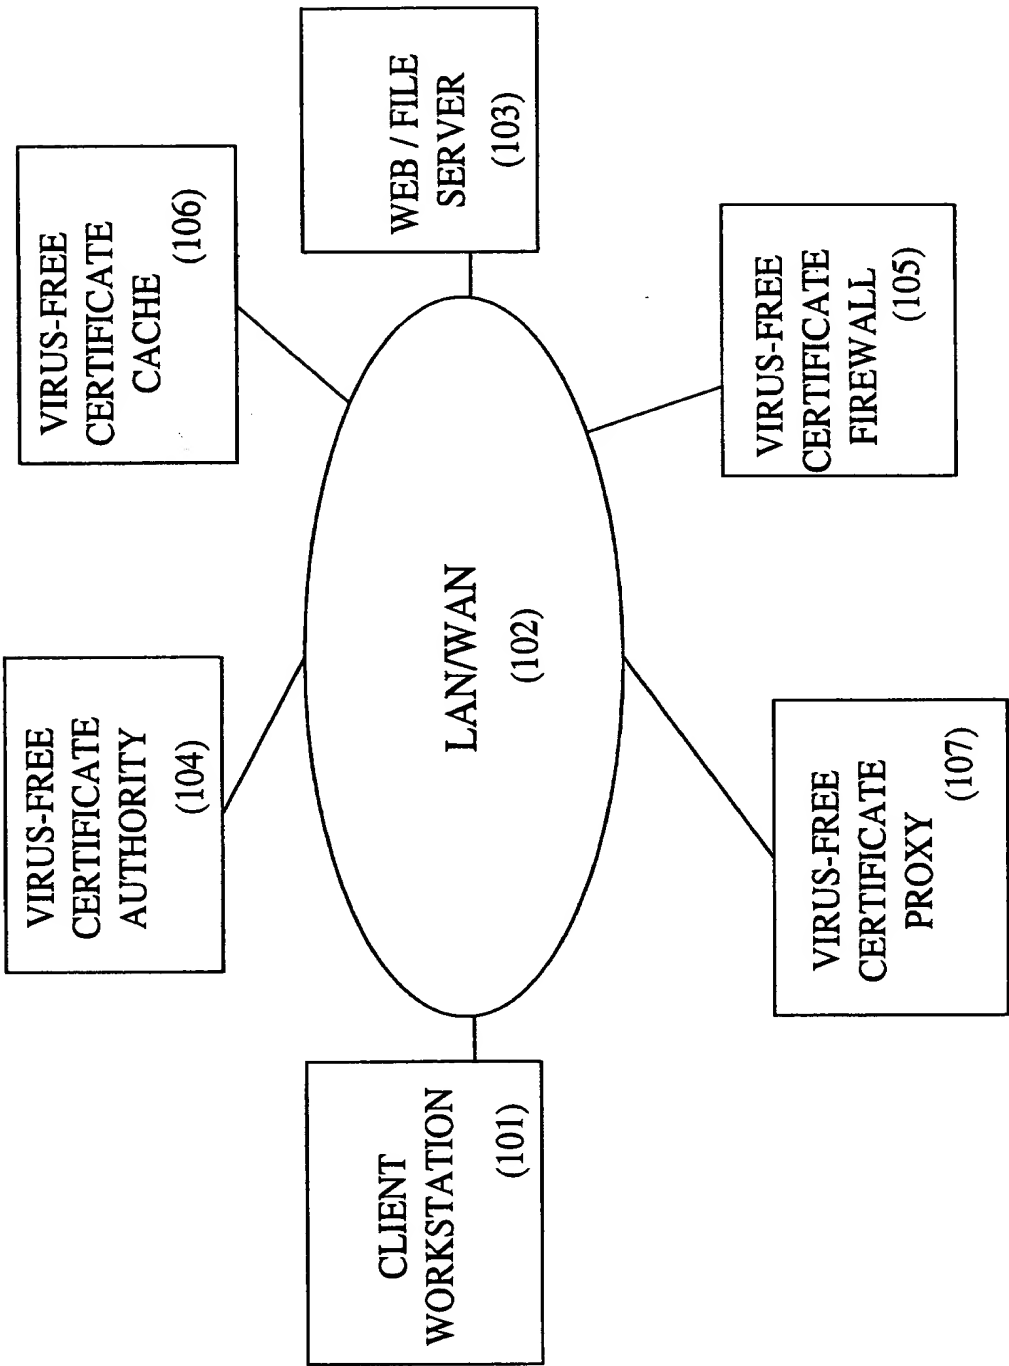 VIRUS-FREE
CERTIFICATE
AUTHORITY
(104)
VIRUS-FREE
CERTIFICATE
CACHE
(106)
CLIENT
WORKSTATION
(101)
LAN/WAN
(102)
WEB / FILE
SERVER
(103)
VIRUS-FREE
CERTIFICATE
PROXY
(107)
VIRUS-FREE
CERTIFICATE
FIREWALL
(105)